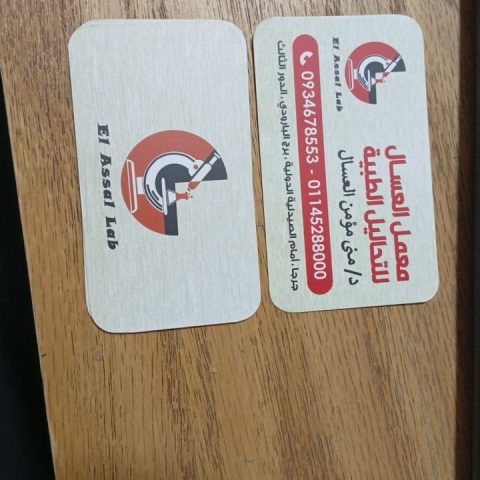 El Assal Lab
El Assal Lab
معمل العسال
للتحاليل الطبية
د/ منى مؤمن العسال
0934678553 - 01145288000
جرجا ، امام الصيدلية الدولية ، برج البارودي ، الدور الثالث